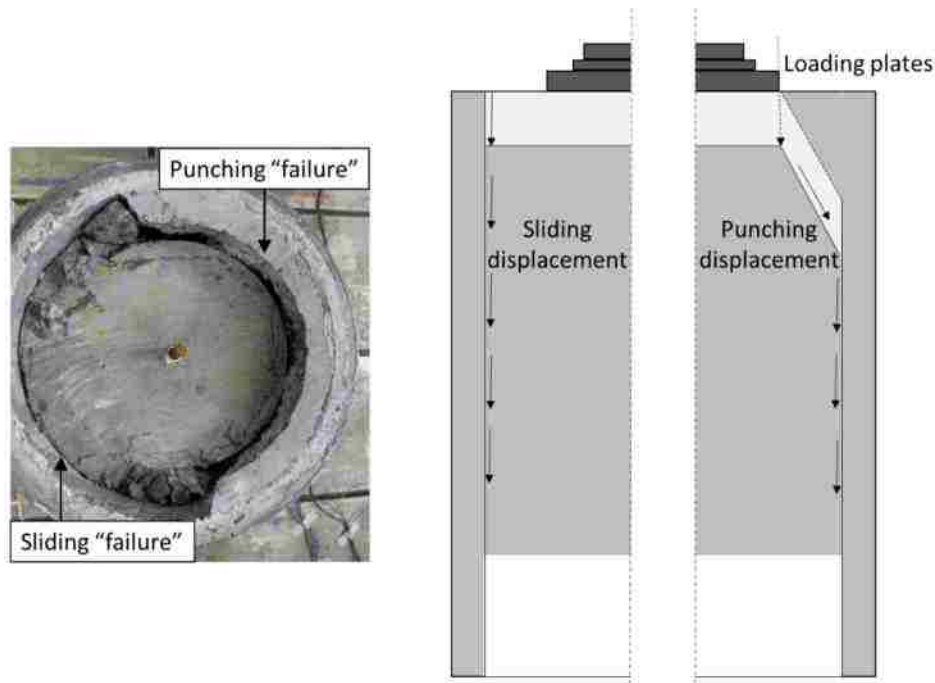 Punching “failure”
Sliding “failure”
Loading plates
Sliding
displacement
Punching
displacement